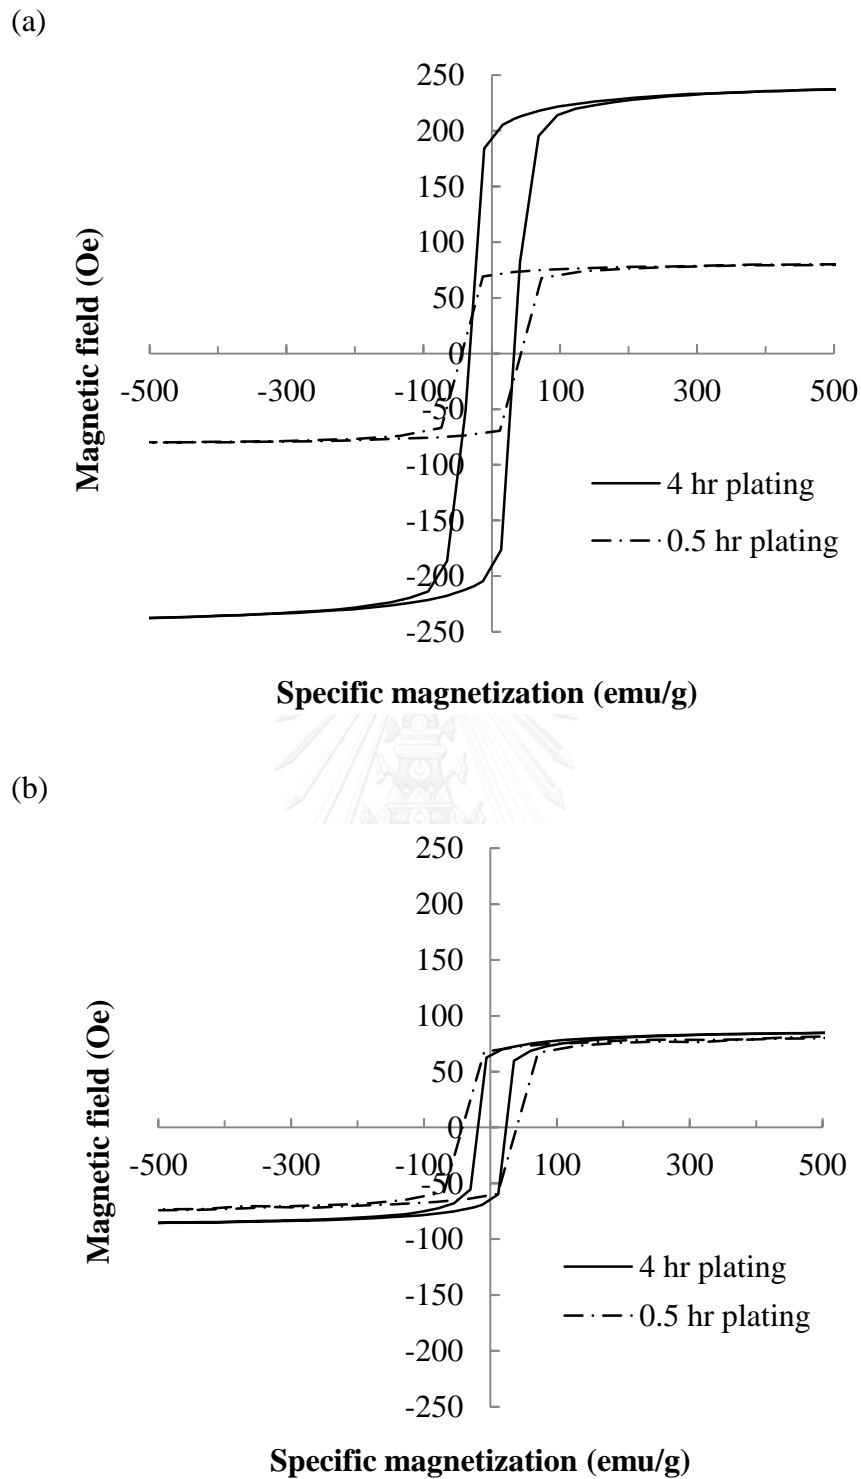 (a)
250
200
150
100
50
0
-50
-100
-150
-200
-250
-500 -300 -100 100 300 500
Magnetic field (Oe)
4 hr plating
0.5 hr plating
Specific magnetization (emu/g)
(b)
250
200
150
100
50
0
-50
-100
-150
-200
-250
-500 -300 -100 100 300 500
Magnetic field (Oe)
4 hr plating
0.5 hr plating
Specific magnetization (emu/g)